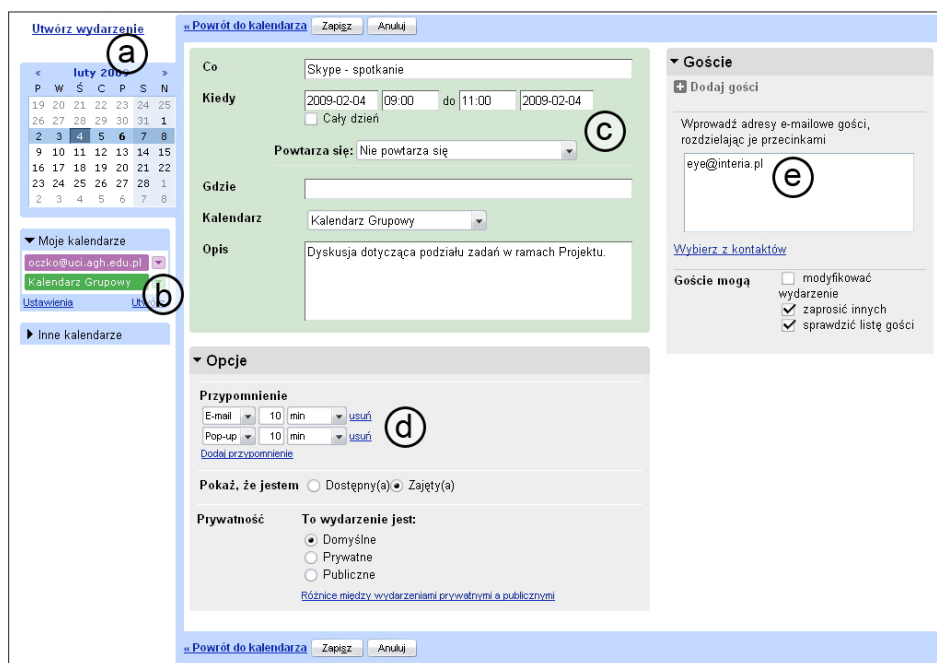 Utwórz wydarzenie
a
« luty 2009 »
P W Ś C P S N
19 20 21 22 23 24 25
26 27 28 29 30 31 1
2 3 4 5 6 7 8
9 10 11 12 13 14 15
16 17 18 19 20 21 22
23 24 25 26 27 28 1
2 3 4 5 6 7 8
Moje kalendarze
oczko@uci.agh.edu.pl
Kalendarz Grupowy
b
Ustawienia
Inne kalendarze
« Powrót do kalendarza Zapisz Anuluj
Co Skype - spotkanie
Kiedy 2009-02-04 09:00 do 11:00 2009-02-04
Cały dzień
c
Powtarza się: Nie powtarza się
Gdzie
Kalendarz Kalendarz Grupowy
Opis Dyskusja dotycząca podziału zadań w ramach Projektu.
Opcje
Przypomnienie
E-mail 10 min usuń
Pop-up 10 min usuń
d
Dodaj przypomnienie
Pokaż, że jestem Dostępny(a) Zajęty(a)
Prywatność To wydarzenie jest:
Domyślne
Prywatne
Publiczne
Różnice między wydarzeniami prywatnymi a publicznymi
« Powrót do kalendarza Zapisz Anuluj
Goście
Dodaj gości
Wprowadź adresy e-mailowe gości,
rozdzielając je przecinkami
eye@interia.pl
e
Wybierz z kontaktów
Goście mogą modyfikować
wydarzenie
zaprosić innych
sprawdzić listę gości